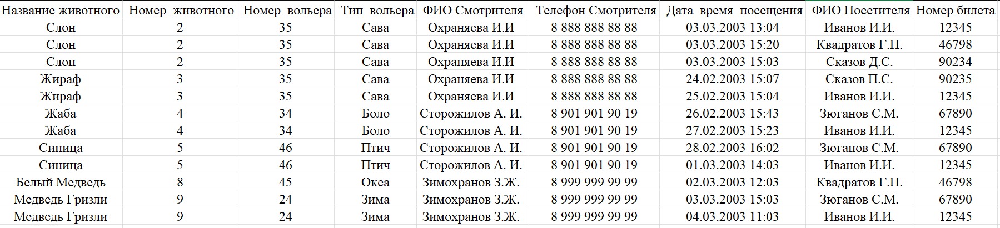 Название животного Номер_животного Номер_вольера Тип_вольера ФИО Смотрителя Телефон Смотрителя Дата_время_посещения ФИО Посетителя Номер билета
Слон 2 35 Сава Охраняева И.И 8 888 888 88 88 03.03.2003 13:04 Иванов И.И. 12345
Слон 2 35 Сава Охраняева И.И 8 888 888 88 88 03.03.2003 15:20 Квадратов Г.П. 46798
Слон 2 35 Сава Охраняева И.И 8 888 888 88 88 03.03.2003 15:03 Сказов Д.С. 90234
Жираф 3 35 Сава Охраняева И.И 8 888 888 88 88 24.02.2003 15:07 Сказов П.С. 90235
Жираф 3 35 Сава Охраняева И.И 8 888 888 88 88 25.02.2003 15:04 Иванов И.И. 12345
Жаба 4 34 Боло Сторожилов А. И. 8 901 901 90 19 26.02.2003 15:43 Зюганов С.М. 67890
Жаба 4 34 Боло Сторожилов А. И. 8 901 901 90 19 27.02.2003 15:23 Иванов И.И. 12345
Синица 5 46 Птич Сторожилов А. И. 8 901 901 90 19 28.02.2003 16:02 Зюганов С.М. 67890
Синица 5 46 Птич Сторожилов А. И. 8 901 901 90 19 01.03.2003 14:03 Иванов И.И. 12345
Белый Медведь 8 45 Океа Зимохранов З.Ж. 8 999 999 99 99 02.03.2003 12:03 Квадратов Г.П. 46798
Медведь Гризли 9 24 Зима Зимохранов З.Ж. 8 999 999 99 99 03.03.2003 15:03 Зюганов С.М. 67890
Медведь Гризли 9 24 Зима Зимохранов З.Ж. 8 999 999 99 99 04.03.2003 11:03 Иванов И.И. 12345